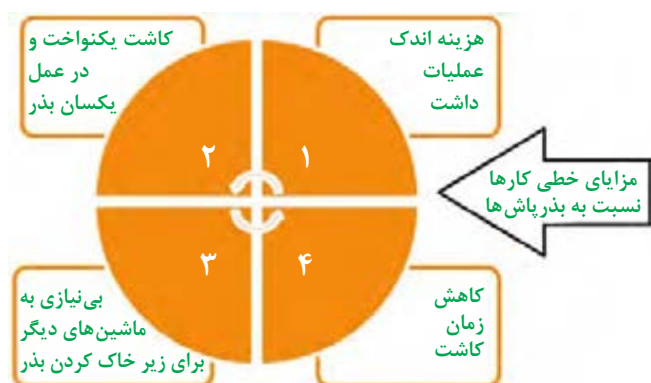 مزایای خطی کارها
نسبت به بذرپاش‌ها
هزینه اندک
عملیات
داشت
۱
کاشت یکنواخت و
در عمل
یکسان بذر
۲
بی‌نیازی به
ماشین‌های دیگر
برای زیر خاک کردن بذر
۳
کاهش
زمان
کاشت
۴